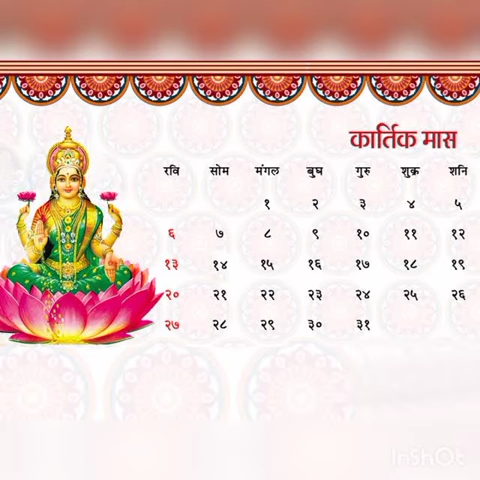 कार्तिक मास
रवि सोम मंगल बुध गुरु शुक्र शनि
१ २ ३ ४ ५
६ ७ ८ ९ १० ११ १२
१३ १४ १५ १६ १७ १८ १९
२० २१ २२ २३ २४ २५ २६
२७ २८ २९ ३० ३१
InShOt